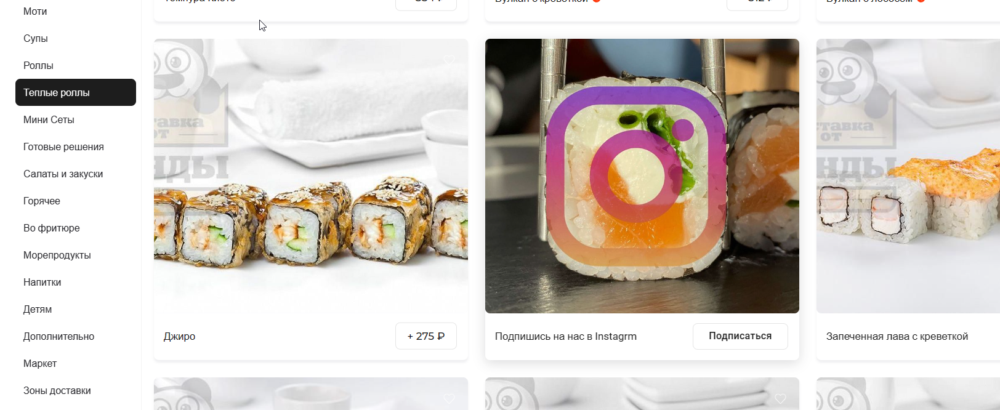 Моти
Супы
Роллы
Теплые роллы
Мини Сеты
Готовые решения
Салаты и закуски
Горячее
Во фритюре
Морепродукты
Напитки
Детям
Дополнительно
Маркет
Зоны доставки
Джиро
+ 275 ₽
Подпишись на нас в Instagrm
Подписаться
Запеченная лава с креветкой